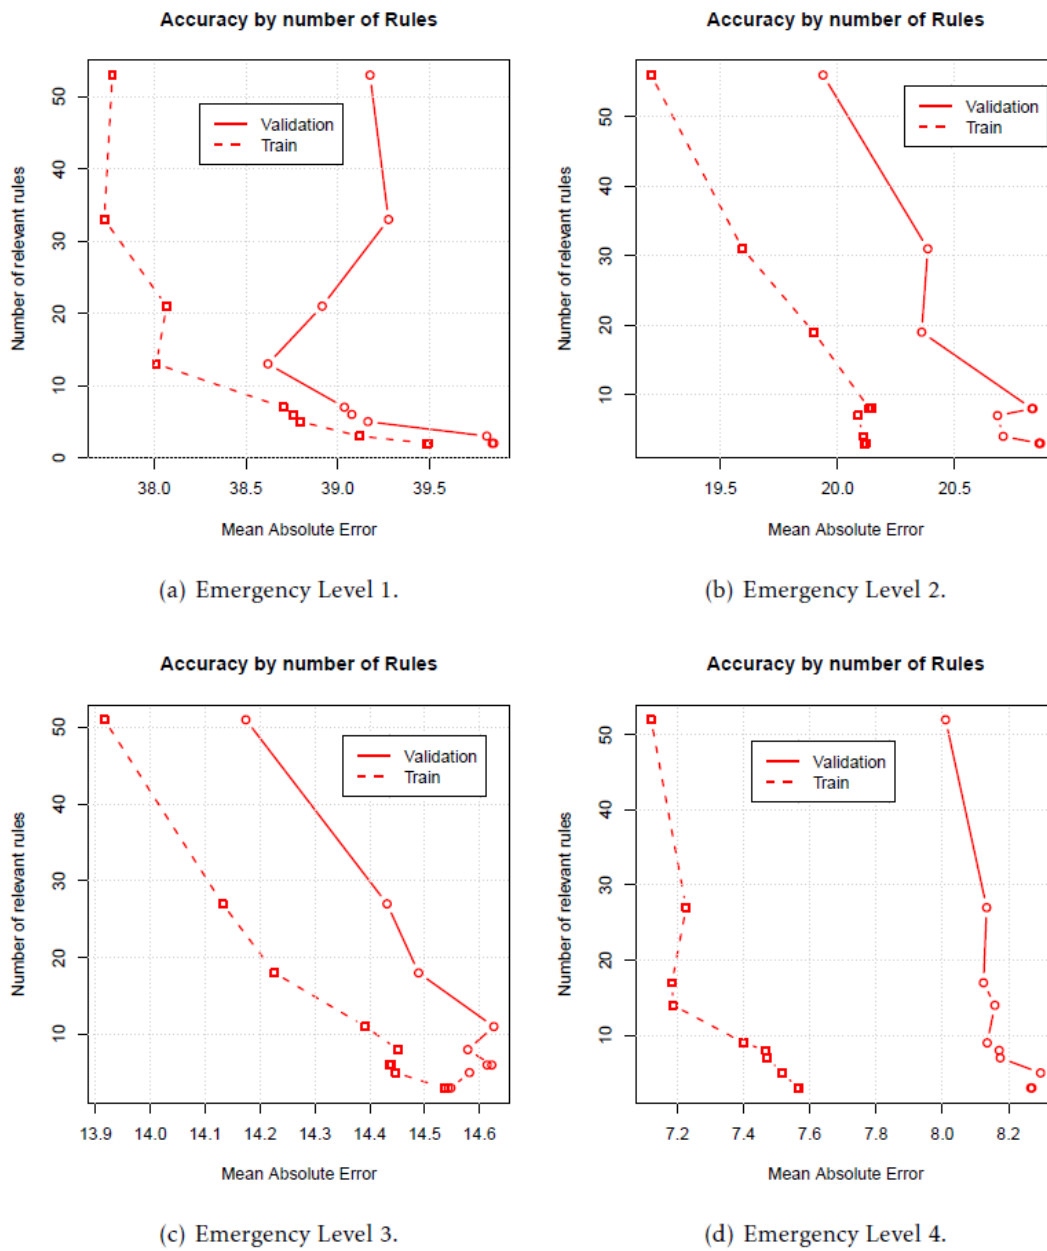 Accuracy by number of Rules
Number of relevant rules
50
40
30
20
10
0
Validation
Train
38.0 38.5 39.0 39.5
Mean Absolute Error
(a) Emergency Level 1.
Accuracy by number of Rules
Number of relevant rules
50
40
30
20
10
Validation
Train
19.5 20.0 20.5
Mean Absolute Error
(b) Emergency Level 2.
Accuracy by number of Rules
Number of relevant rules
50
40
30
20
10
Validation
Train
13.9 14.0 14.1 14.2 14.3 14.4 14.5 14.6
Mean Absolute Error
(c) Emergency Level 3.
Accuracy by number of Rules
Number of relevant rules
50
40
30
20
10
Validation
Train
7.2 7.4 7.6 7.8 8.0 8.2
Mean Absolute Error
(d) Emergency Level 4.